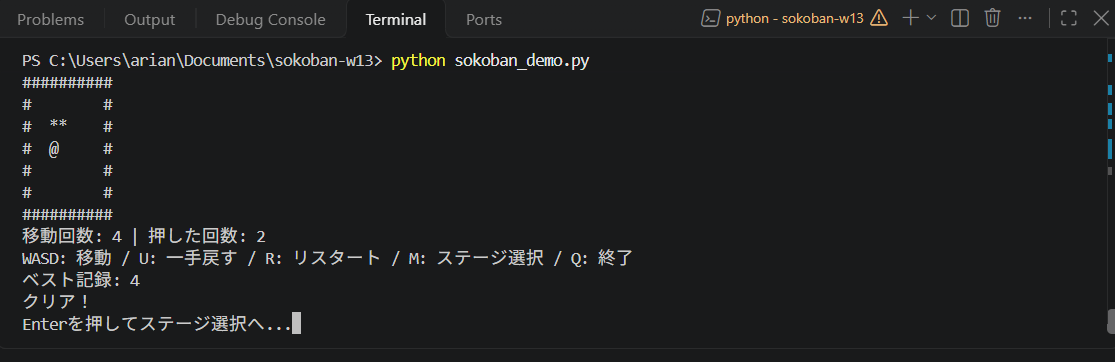 Problems Output Debug Console Terminal Ports python - sokoban-w13
PS C:\Users\arian\Documents\sokoban-w13> python sokoban_demo.py
##########
#        #
#  **    #
#  @     #
#        #
#        #
##########
移動回数: 4 | 押した回数: 2
WASD: 移動 / U: 一手戻す / R: リスタート / M: ステージ選択 / Q: 終了
ベスト記録: 4
クリア！
Enterを押してステージ選択へ...